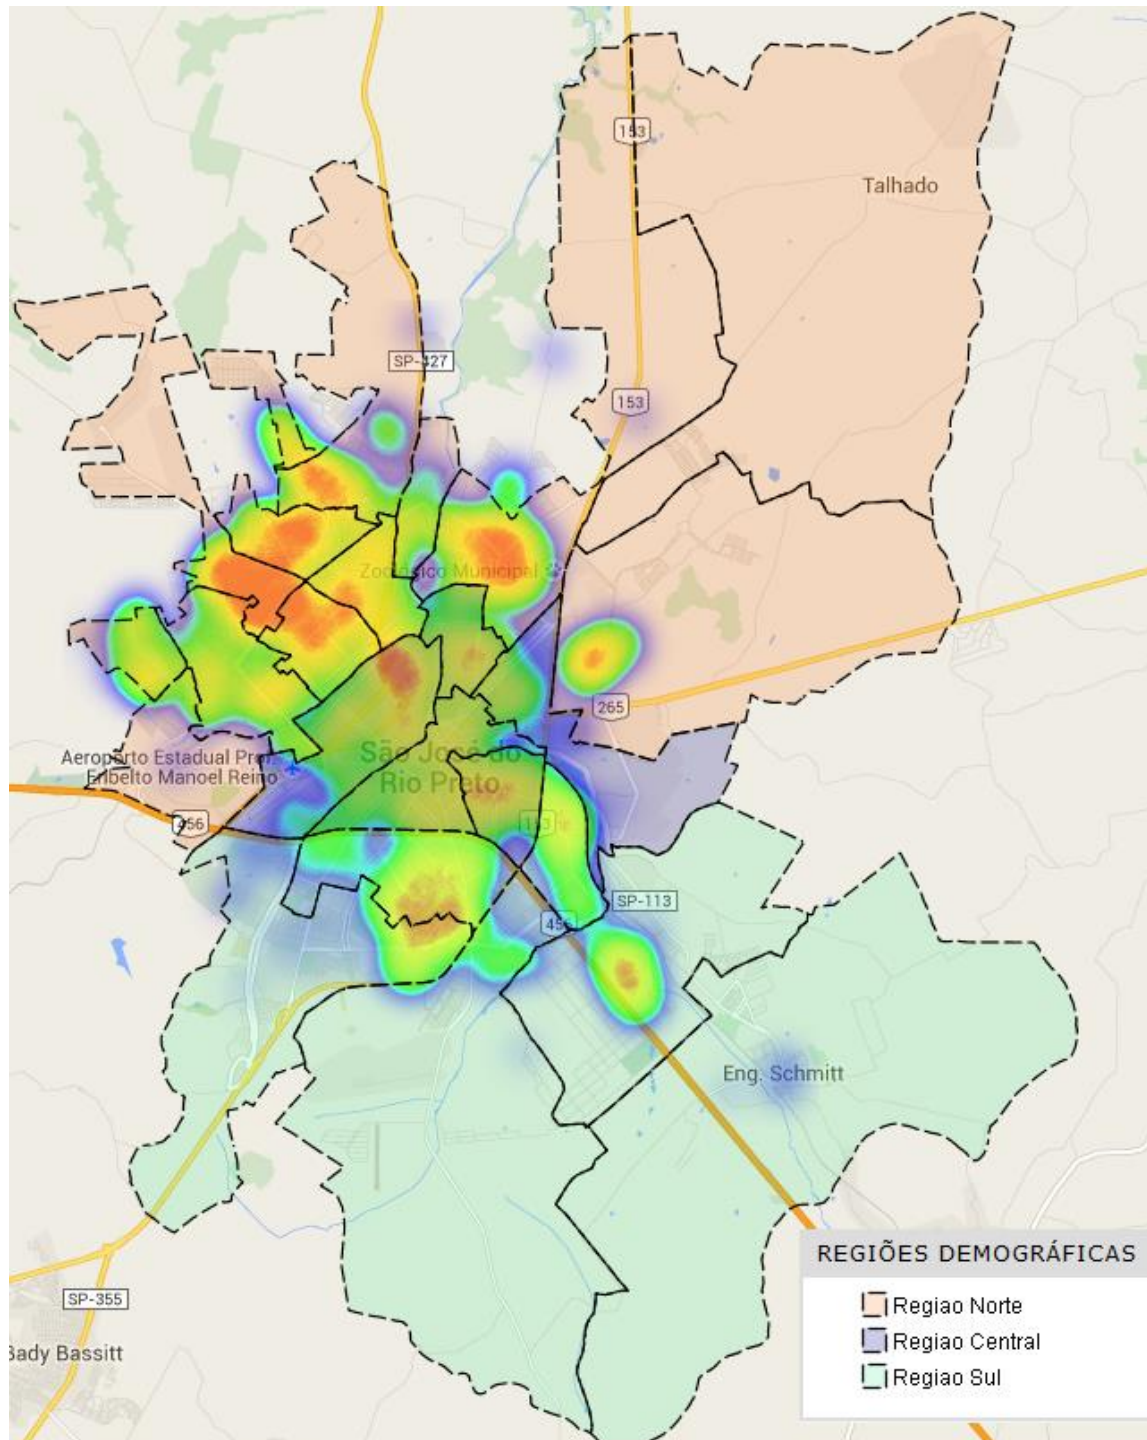 153
Talhado
SP-427
153
Zoológico Municipal
265
Aeroporto Estadual Prof.
Eribelto Manoel Reino
São José do
Rio Preto
456
153
SP-113
456
Eng. Schmitt
SP-355
Bady Bassitt
REGIÕES DEMOGRÁFICAS
Regiao Norte
Regiao Central
Regiao Sul